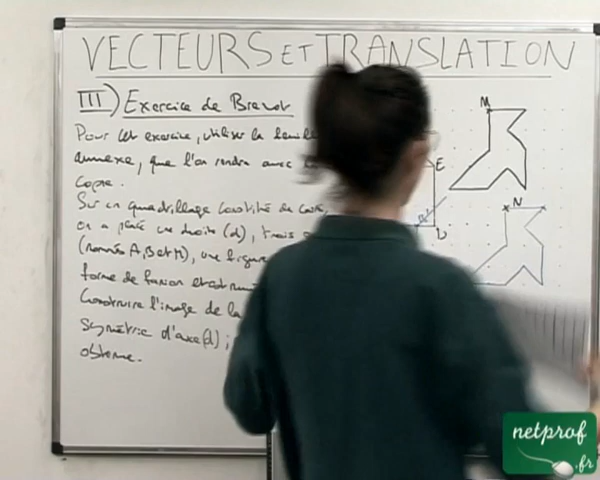 VECTEURS ET TRANSLATION
III) Exercice de Brevet
Pour cet exercice, utiliser la feuille
annexe, que l'on rendra avec la
copie.
Sur un quadrillage constitué de carrés,
on a placé une droite (d), trois
(nommés A, B et M), une figure
forme de fanion et
Construire l'image de la
symétrie d'axe (d) ;
obtenue.
M
E
N
netprof
.fr